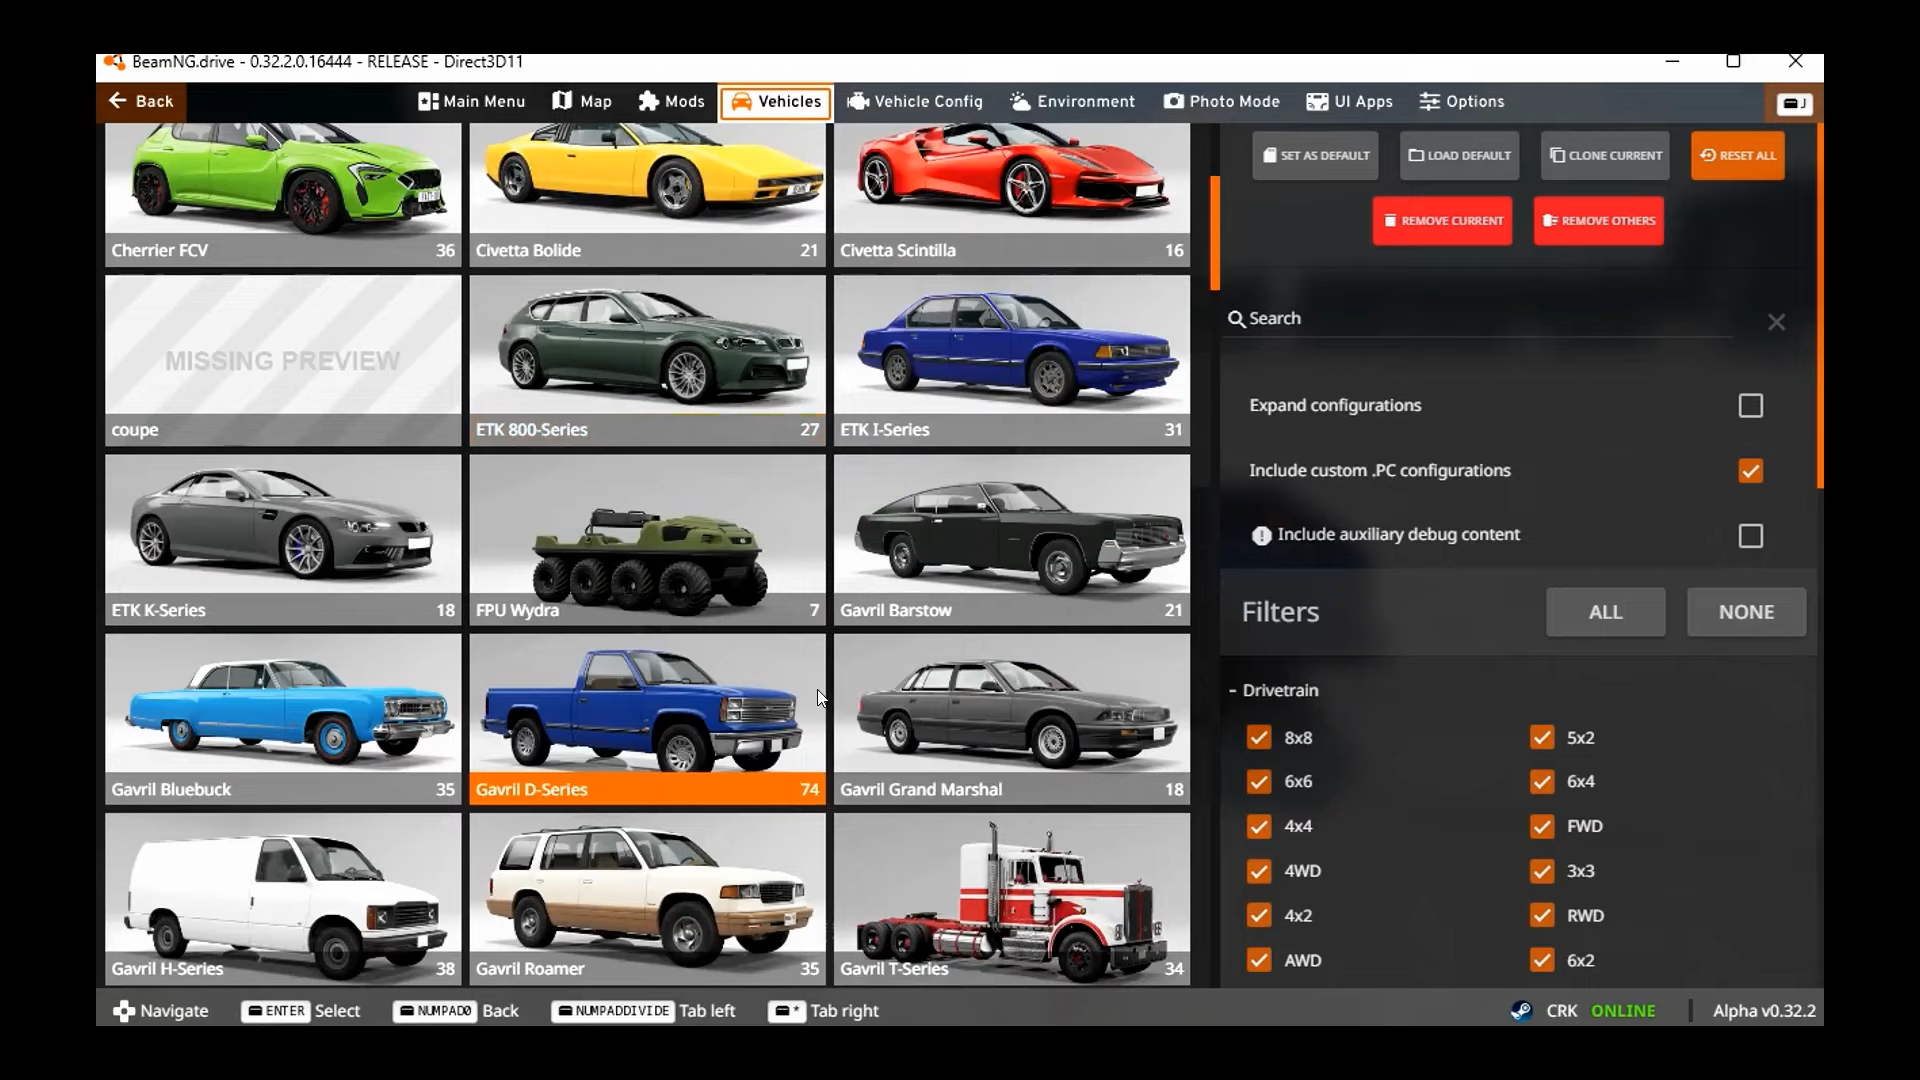 BeamNG.drive - 0.32.2.0.16444 - RELEASE - Direct3D11
Back Main Menu Map Mods Vehicles Vehicle Config Environment Photo Mode UI Apps Options J
Cherrier FCV 36
Civetta Bolide 21
Civetta Scintilla 16
MISSING PREVIEW
coupe
ETK 800-Series 27
ETK I-Series 31
ETK K-Series 18
FPU Wydra 7
Gavril Barstow 21
Gavril Bluebuck 35
Gavril D-Series 74
Gavril Grand Marshal 18
Gavril H-Series 38
Gavril Roamer 35
Gavril T-Series 34
SET AS DEFAULT LOAD DEFAULT CLONE CURRENT RESET ALL
REMOVE CURRENT REMOVE OTHERS
Search
Expand configurations
Include custom .PC configurations
Include auxiliary debug content
Filters ALL NONE
- Drivetrain
8x8 5x2
6x6 6x4
4x4 FWD
4WD 3x3
4x2 RWD
AWD 6x2
Navigate ENTER Select NUMPAD0 Back NUMPADDIVIDE Tab left * Tab right CRK ONLINE Alpha v0.32.2